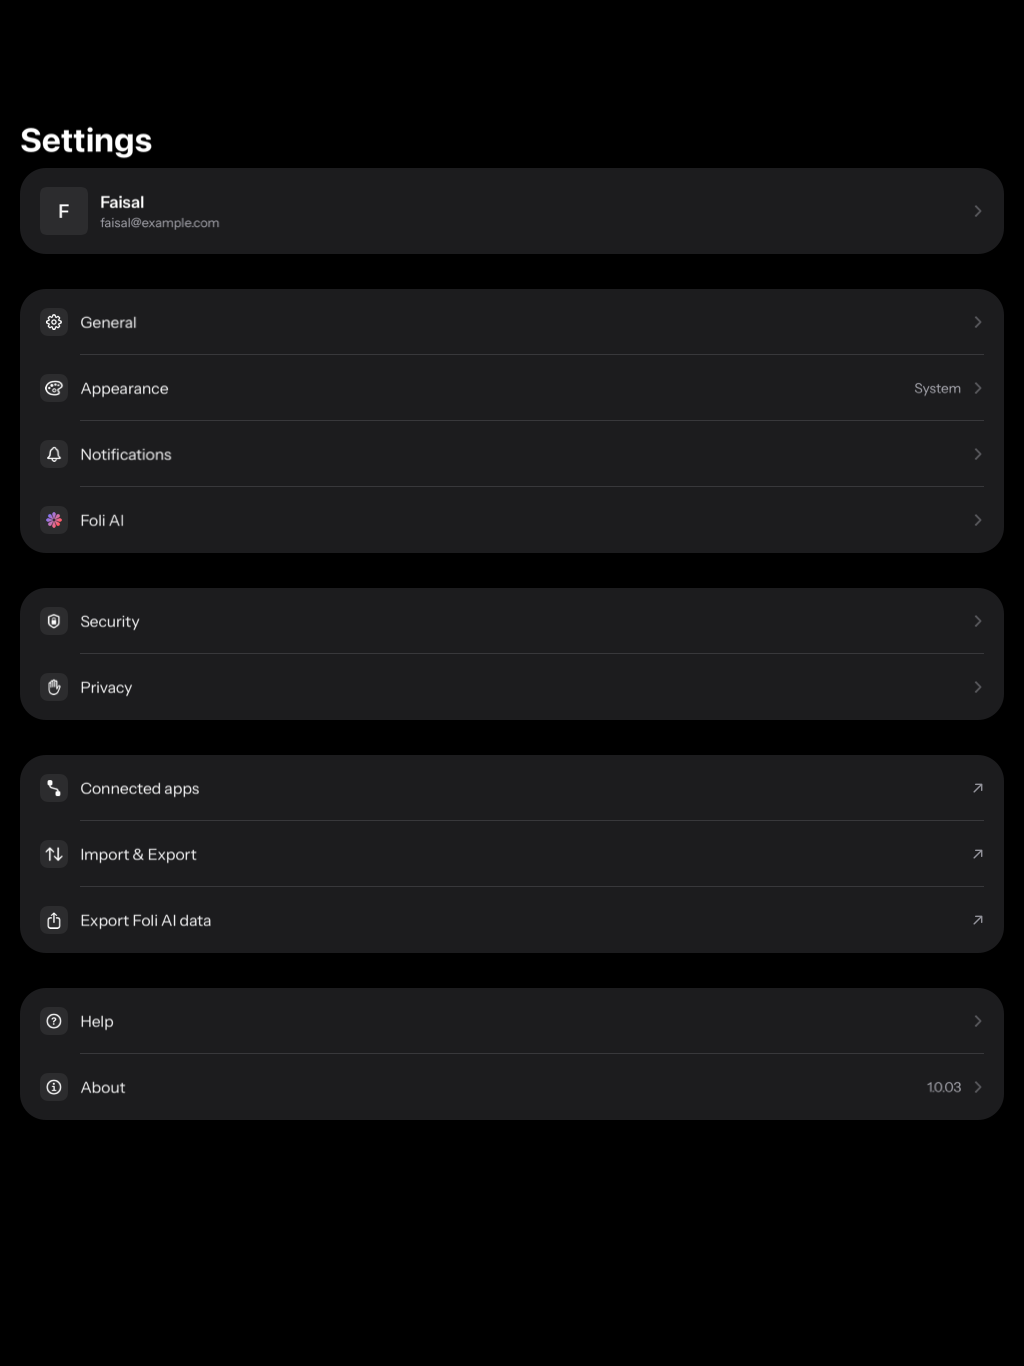 Settings
F
Faisal
faisal@example.com
General
Appearance System
Notifications
Foli AI
Security
Privacy
Connected apps
Import & Export
Export Foli AI data
Help
About 1.0.03